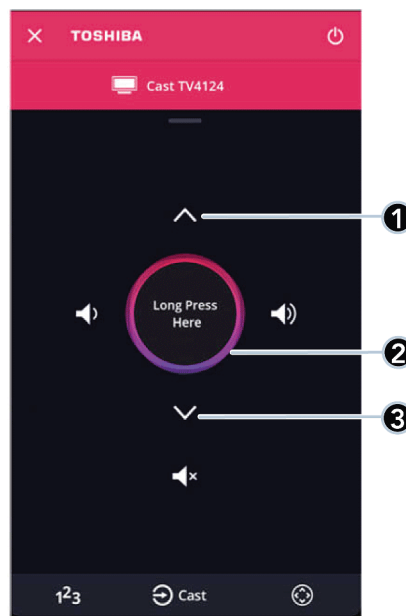 TOSHIBA
Cast TV4124
1
Long Press
Here
2
3
123 Cast